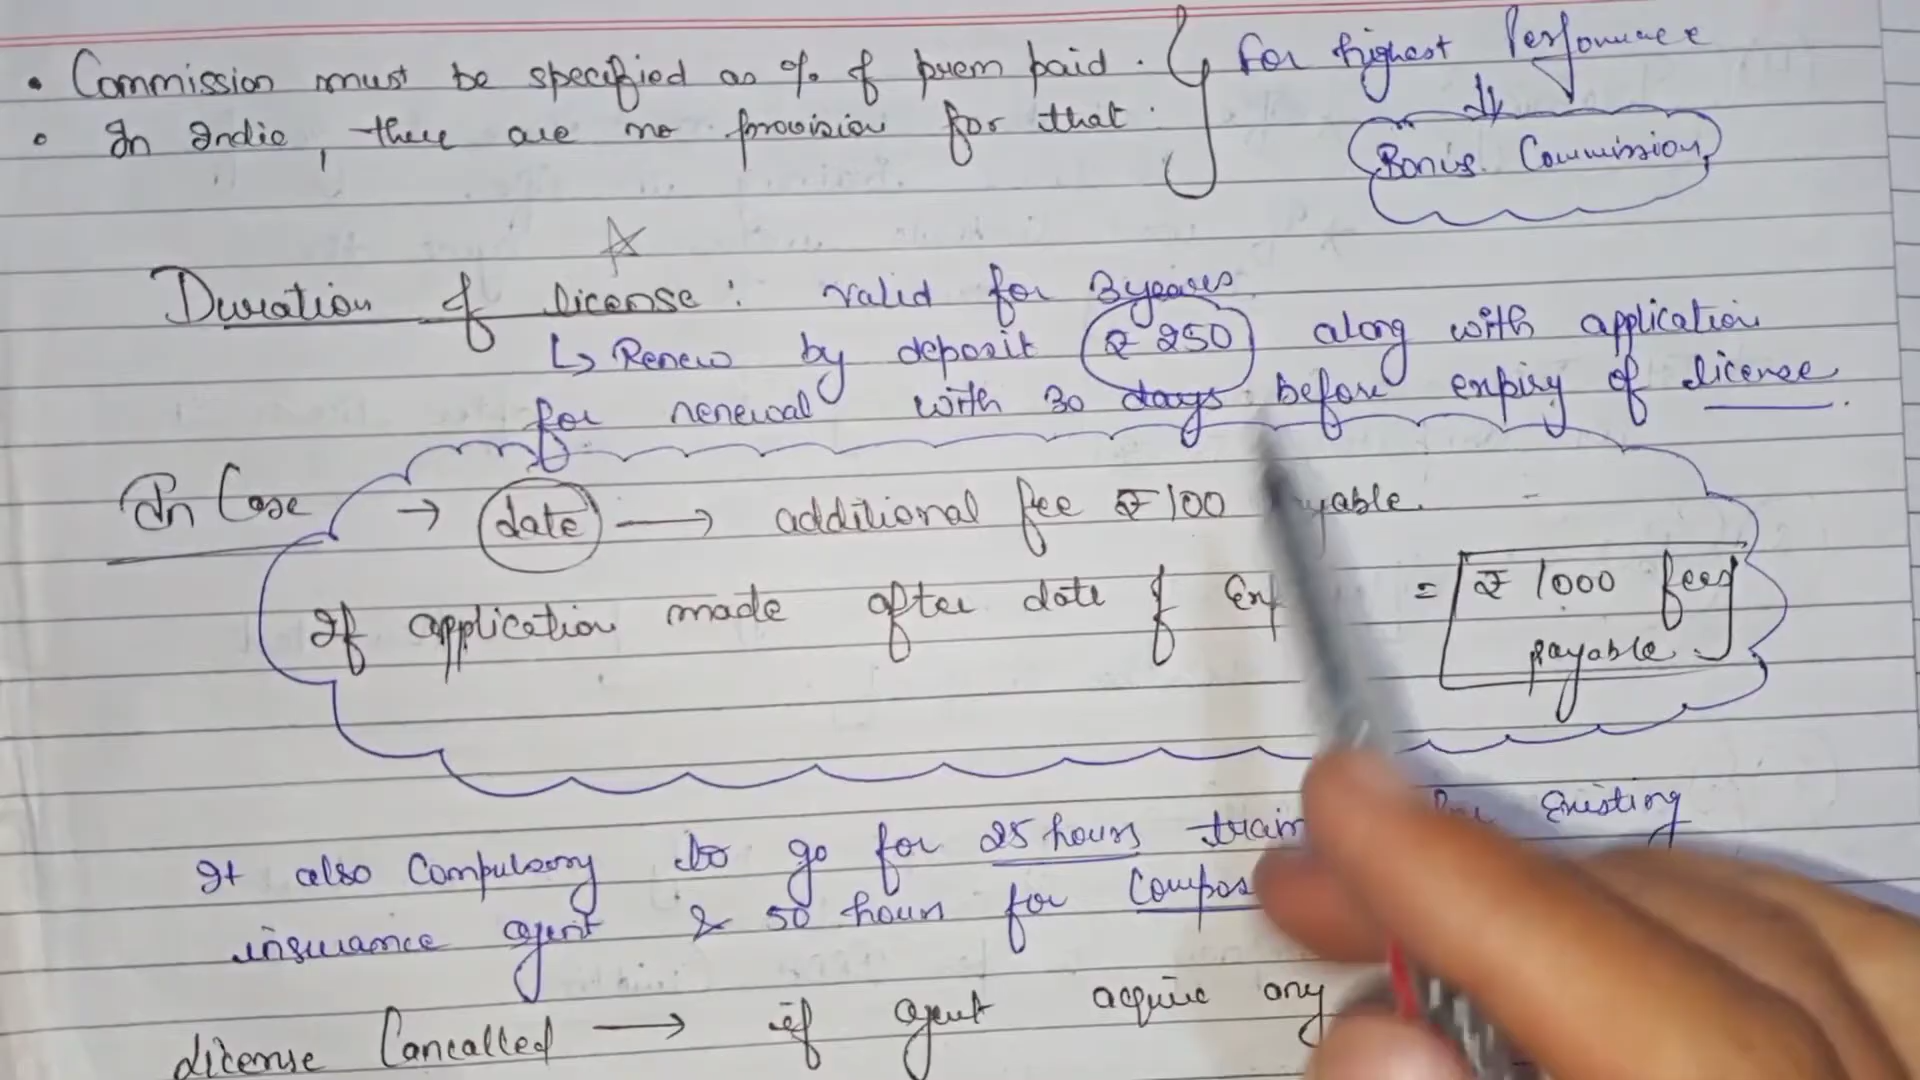 • Commission must be specified as % of prem paid. } For highest Performace
• In India, there are no provision for that.
Bonus Commission
Duration of license: valid for 3 years
↳ Renew by deposit ₹ 250 along with application
for renewal with 30 days before expiry of license.
In Case → date → additional fee ₹ 100
If application made after date of = ₹ 1000 fees
payable
It also Compulsory to go for 25 hours Existing
insurance agent & 50 hours for
License Cancelled → if agent acquire any